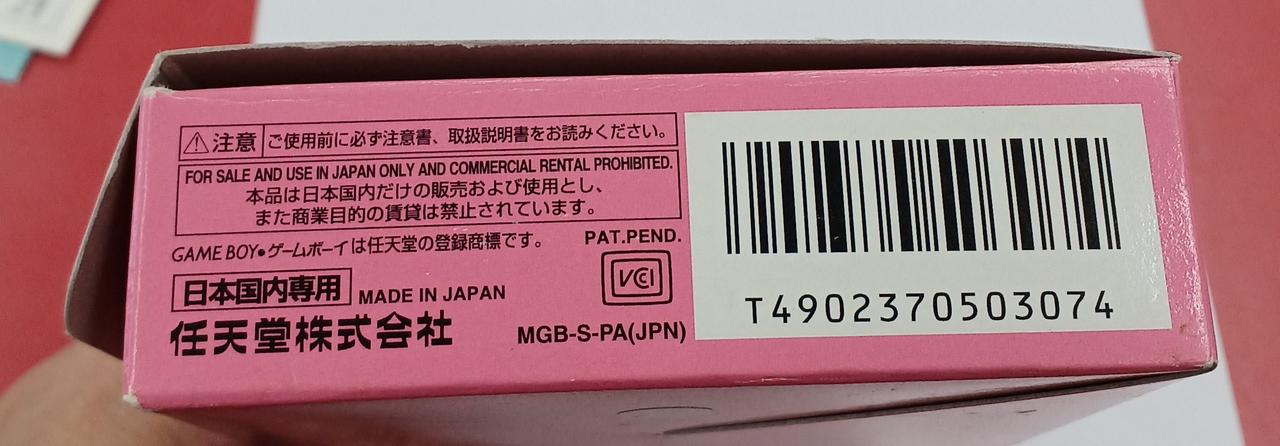 ⚠注意 ご使用前に必ず注意書、取扱説明書をお読みください。
FOR SALE AND USE IN JAPAN ONLY AND COMMERCIAL RENTAL PROHIBITED.
本品は日本国内だけの販売および使用とし、
また商業目的の賃貸は禁止されています。
GAME BOY●ゲームボーイは任天堂の登録商標です。
PAT.PEND.
VCI
日本国内専用 MADE IN JAPAN
任天堂株式会社
MGB-S-PA(JPN)
T4902370503074